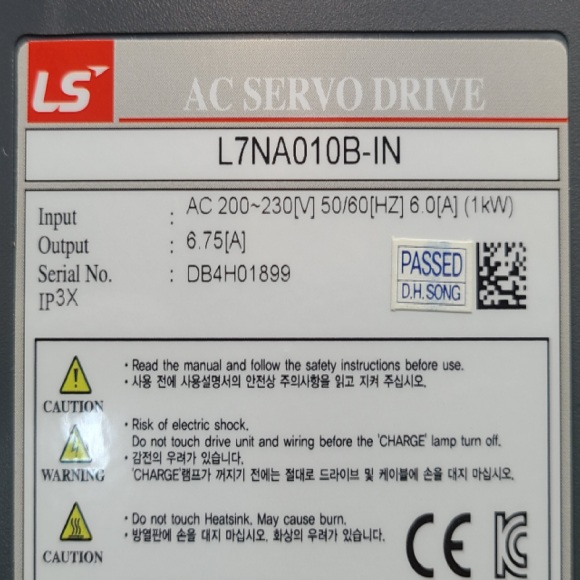 LS
AC SERVO DRIVE
L7NA010B-IN
Input : AC 200~230[V] 50/60[HZ] 6.0[A] (1kW)
Output : 6.75[A]
Serial No. : DB4H01899
IP3X
PASSED
D.H.SONG
CAUTION
• Read the manual and follow the safety instructions before use.
• 사용 전에 사용설명서의 안전상 주의사항을 읽고 지켜 주십시오.
WARNING
• Risk of electric shock.
Do not touch drive unit and wiring before the 'CHARGE' lamp turn off.
• 감전의 우려가 있습니다.
'CHARGE'램프가 꺼지기 전에는 절대로 드라이브 및 케이블에 손을 대지 마십시오.
CAUTION
• Do not touch Heatsink. May cause burn.
• 방열판에 손을 대지 마십시오. 화상의 우려가 있습니다.
CE